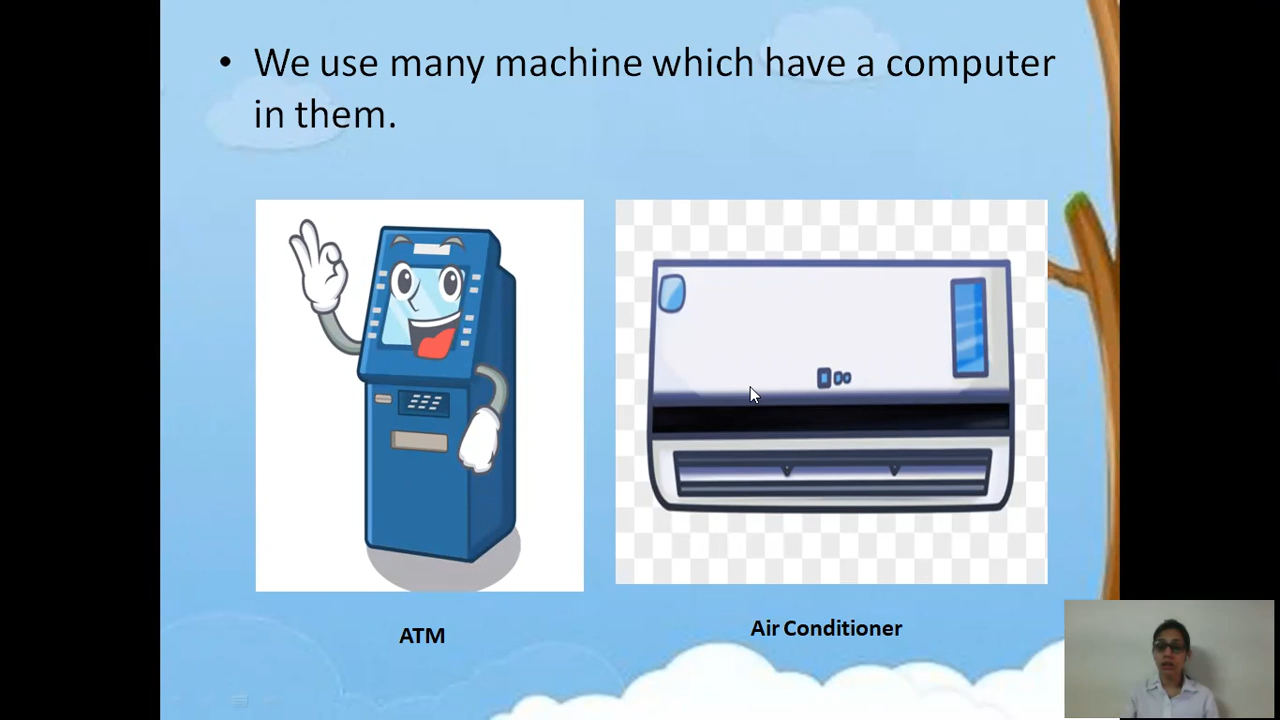 • We use many machine which have a computer
in them.
ATM
Air Conditioner